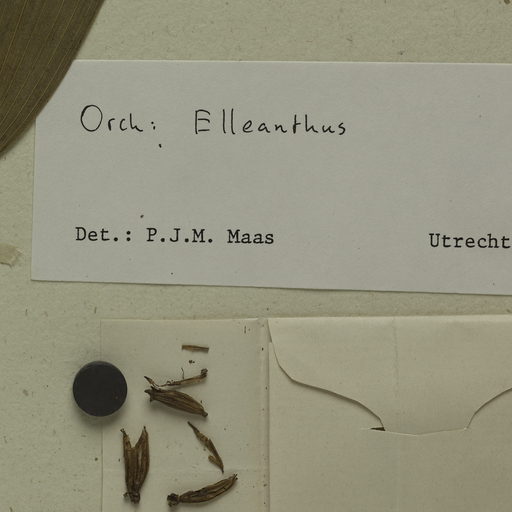 Orch: Elleanthus
Det.: P.J.M. Maas Utrecht